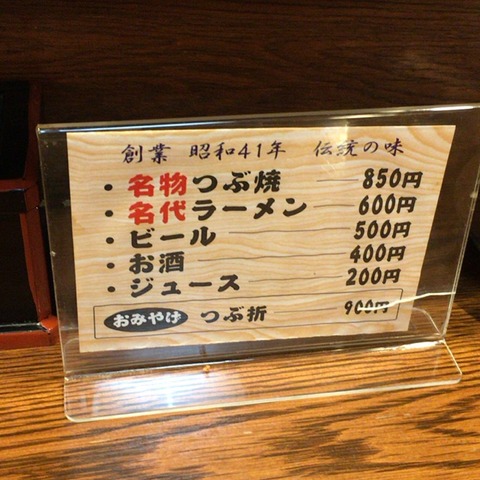 創業 昭和41年 伝統の味
・名物つぶ焼 850円
・名代ラーメン 600円
・ビール 500円
・お酒 400円
・ジュース 200円
おみやげ つぶ折 900円